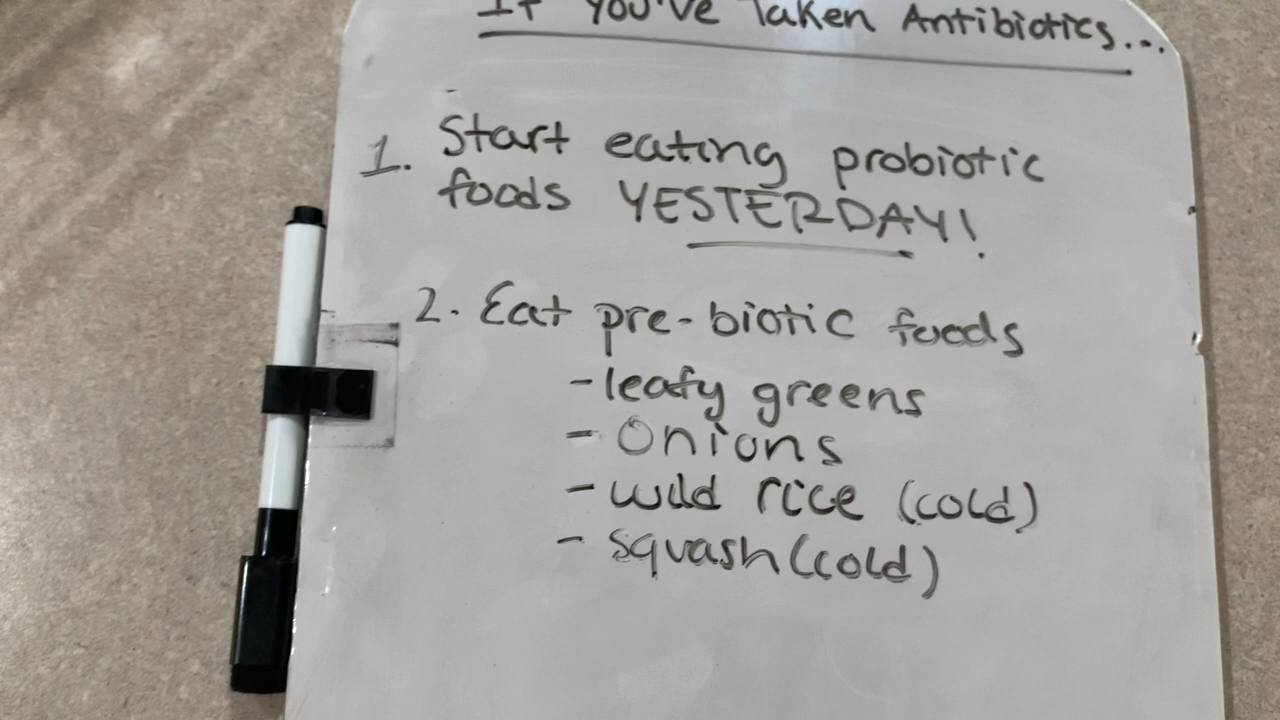 If You've Taken Antibiotics...
1. Start eating probiotic
foods YESTERDAY!
2. Eat pre-biotic foods
- leafy greens
- Onions
- wild rice (cold)
- squash (cold)